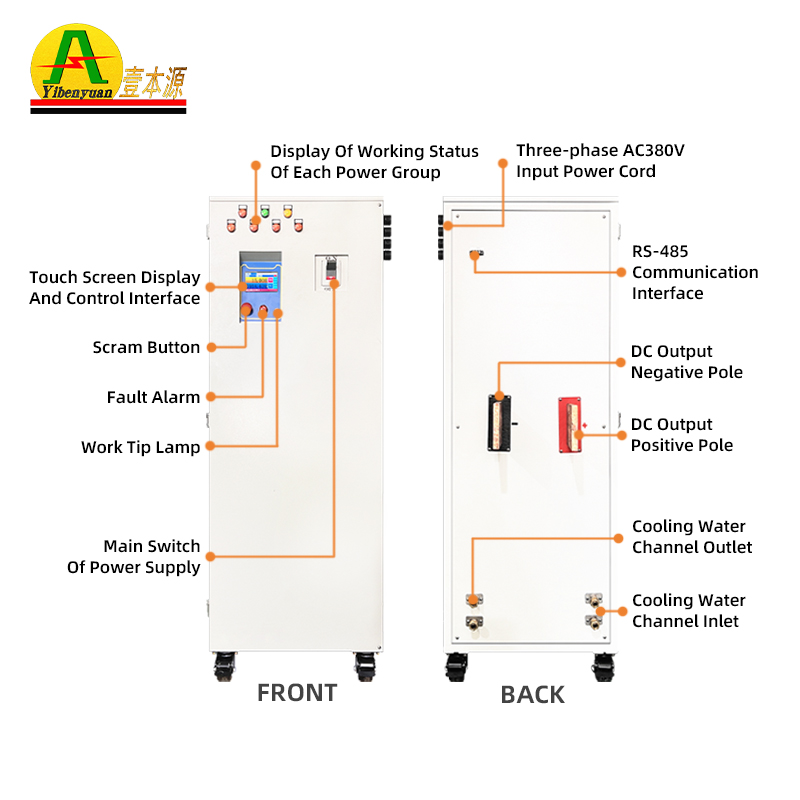 A
Yibenyuan 壹本源
Display Of Working Status
Of Each Power Group
Three-phase AC380V
Input Power Cord
Touch Screen Display
And Control Interface
RS-485
Communication
Interface
Scram Button
DC Output
Negative Pole
Fault Alarm
DC Output
Positive Pole
Work Tip Lamp
Main Switch
Of Power Supply
Cooling Water
Channel Outlet
Cooling Water
Channel Inlet
FRONT
BACK